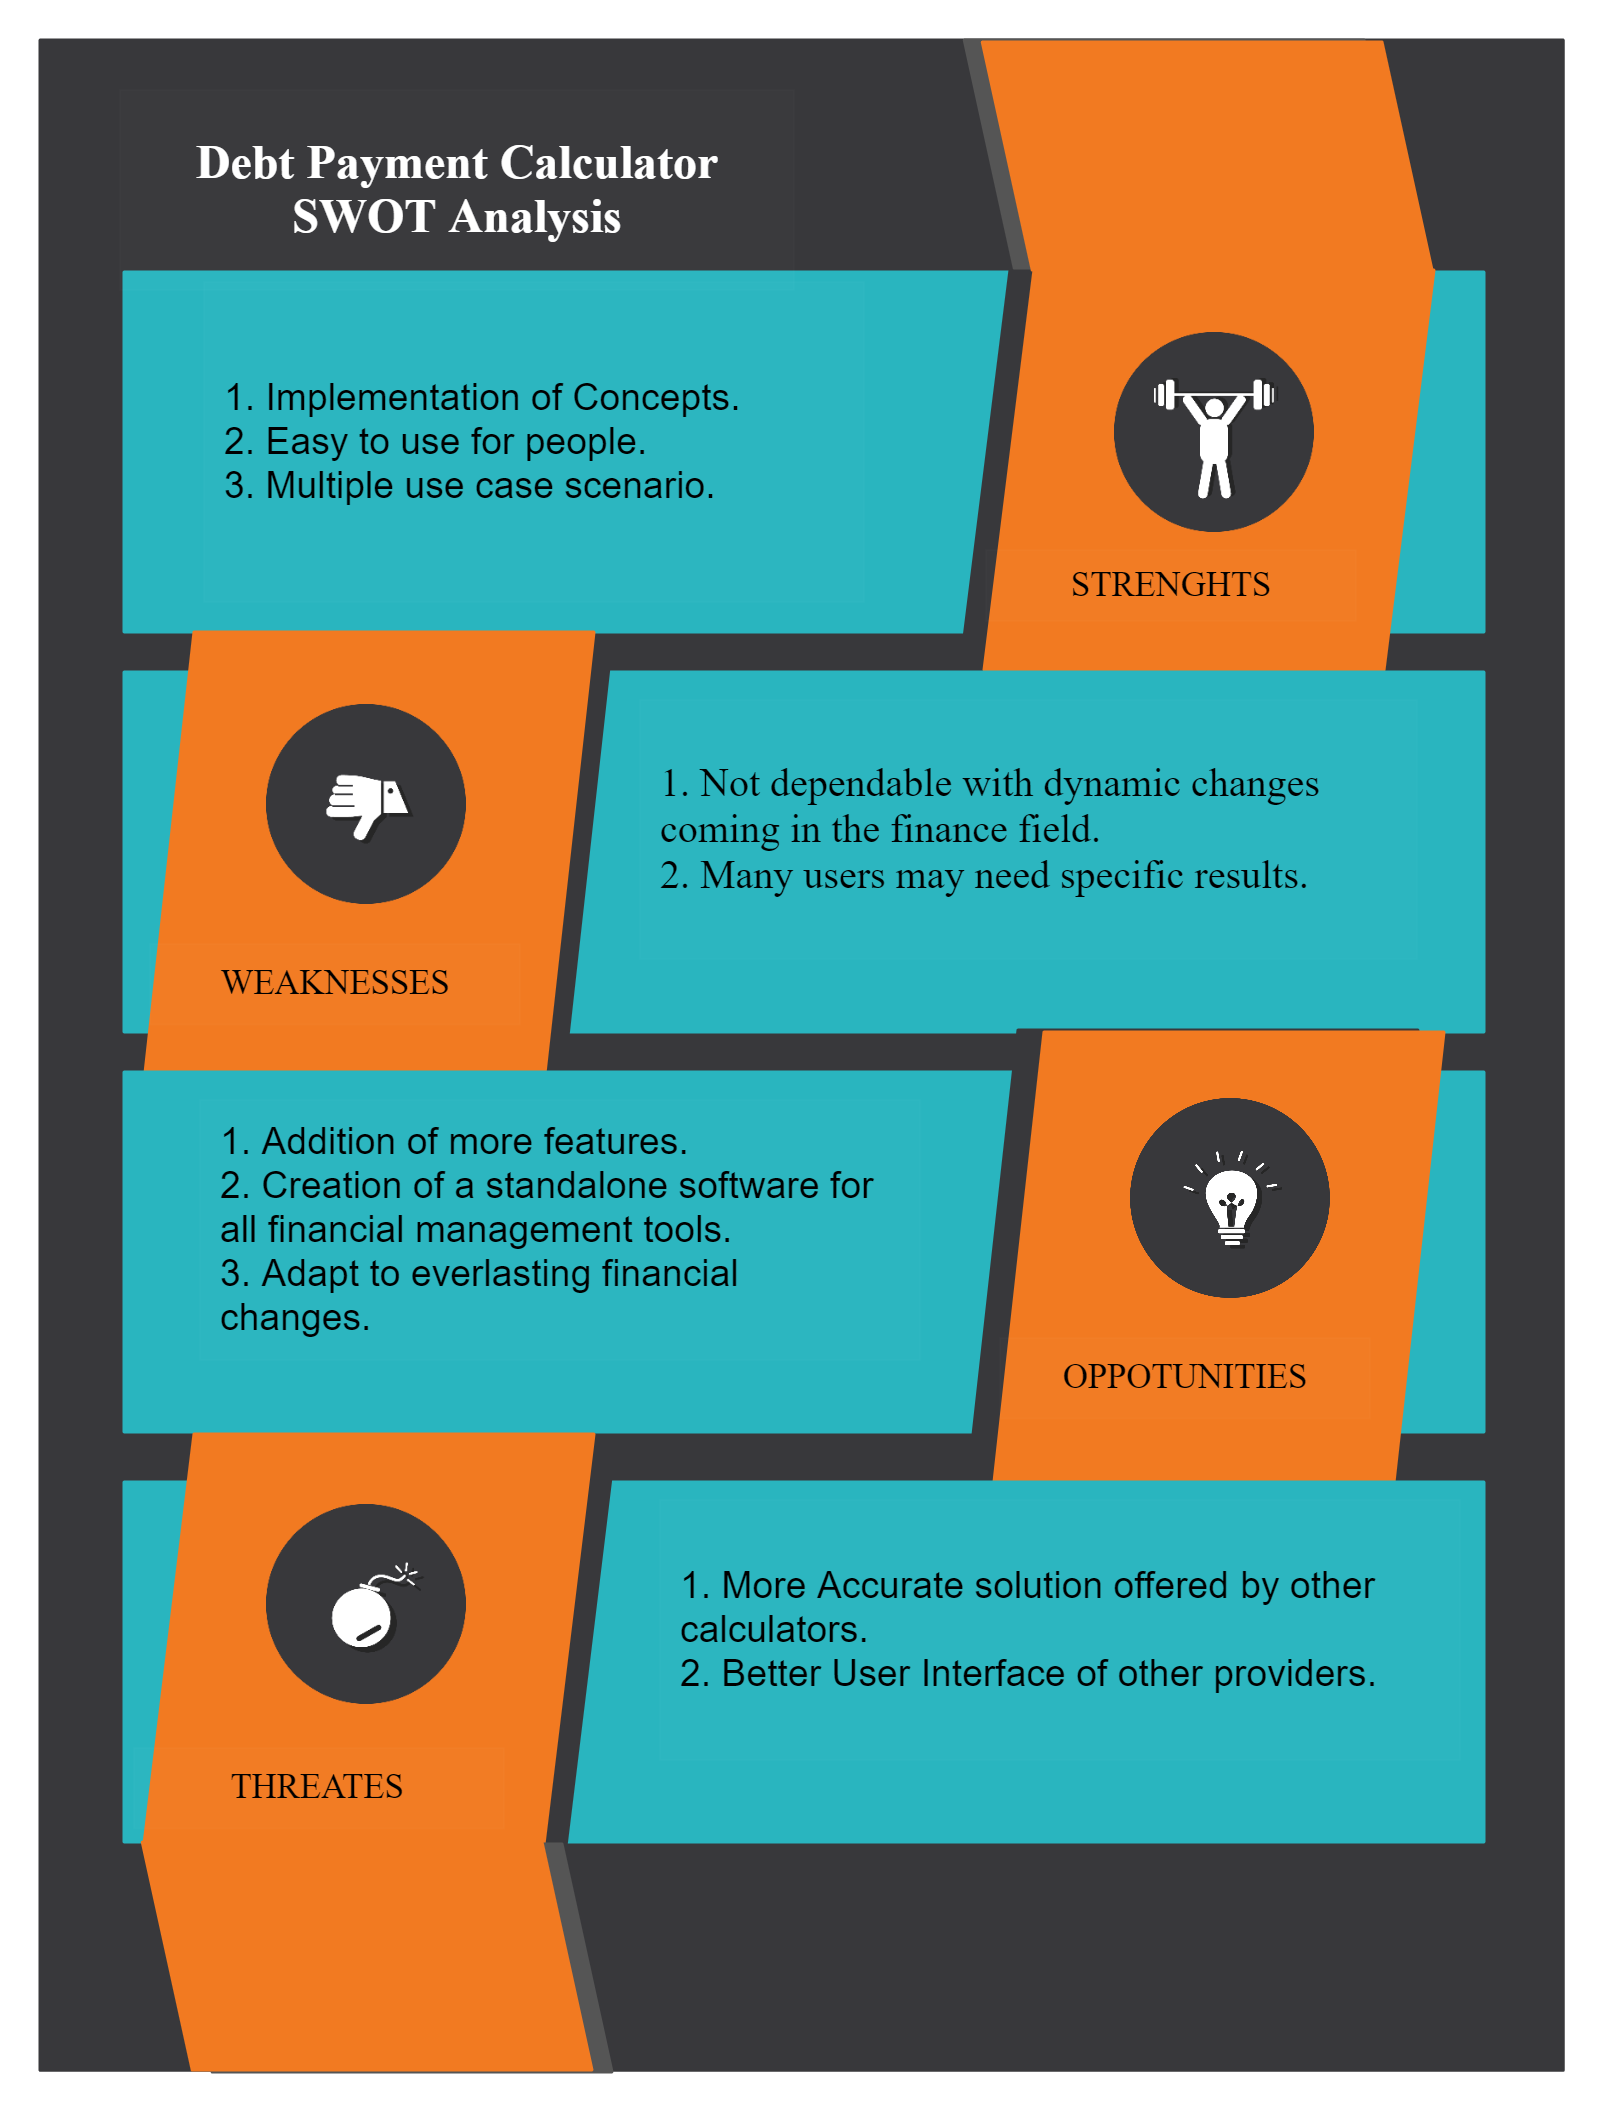 Debt Payment Calculator
SWOT Analysis
1. Implementation of Concepts.
2. Easy to use for people.
3. Multiple use case scenario.
STRENGHTS
WEAKNESSES
1. Not dependable with dynamic changes
coming in the finance field.
2. Many users may need specific results.
1. Addition of more features.
2. Creation of a standalone software for
all financial management tools.
3. Adapt to everlasting financial
changes.
OPPOTUNITIES
THREATES
1. More Accurate solution offered by other
calculators.
2. Better User Interface of other providers.